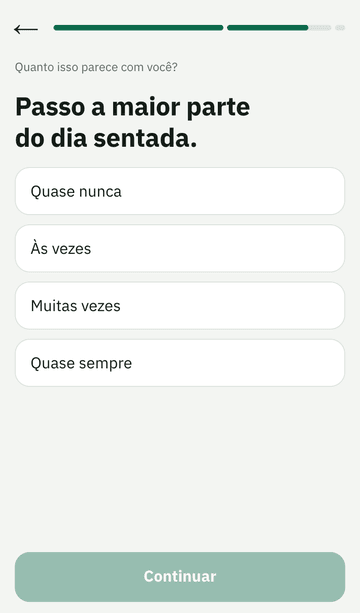 Quanto isso parece com você?
Passo a maior parte
do dia sentada.
Quase nunca
Às vezes
Muitas vezes
Quase sempre
Continuar